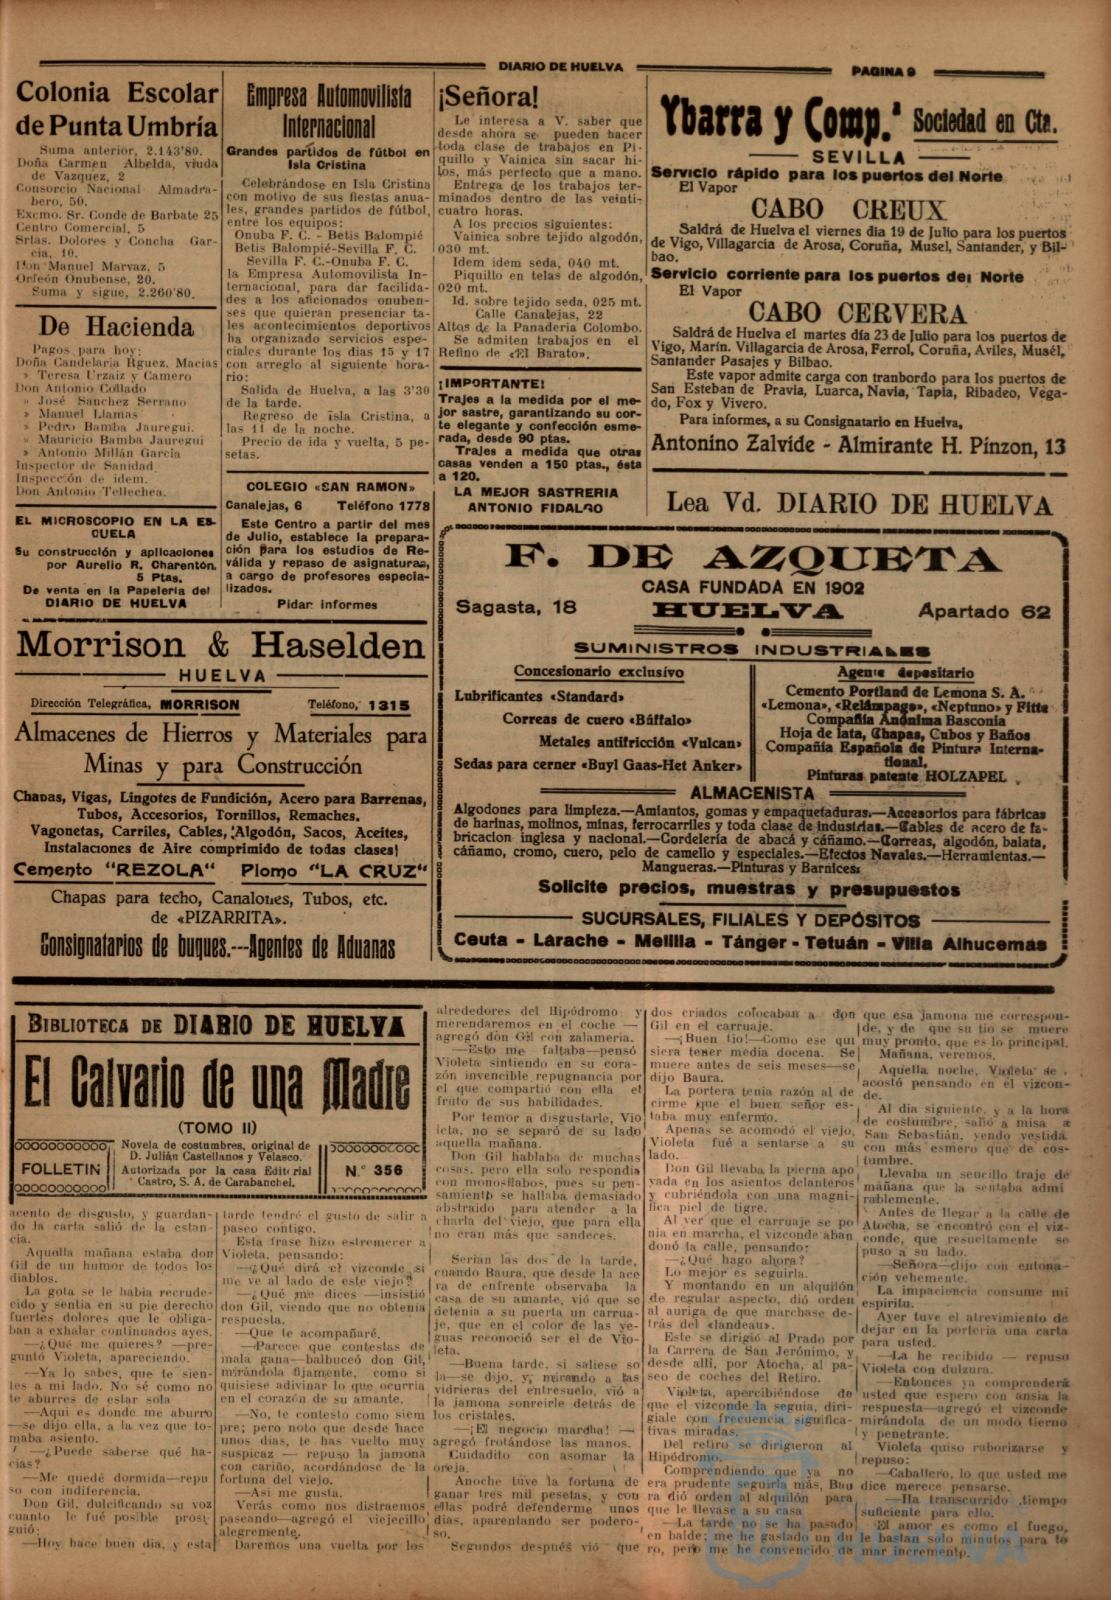 DIARIO DE HUELVA
PAGINA 9
Colonia Escolar
de Punta Umbría
Suma anterior, 2.143'80.
Doña Carmen Albelda, viuda
de Vazquez, 2
Consorcio Nacional Almadra-
bero, 50.
Excmo. Sr. Conde de Barbate 25
Centro Comercial, 5
Srtas. Dolores y Concha Gar-
cia, 10.
Don Manuel Marvaz, 5
Orfeón Onubense, 20.
Suma y sigue, 2.260'80.
De Hacienda
Pagos para hoy:
Doña Candelaria Rguez. Macias
» Teresa Urzaiz y Camero
Don Antonio Collado
» José Sanchez Serrano
» Manuel Llamas
» Pedro Bamba Jauregui.
» Mauricio Bamba Jauregui
» Antonio Millán Garcia
Inspector de Sanidad
Inspección de idem.
Don Antonio Tellechea.
EL MICROSCOPIO EN LA ES-
CUELA
Su construcción y aplicaciones
por Aurelio R. Charentón.
5 Ptas.
De venta en la Papelería del
DIARIO DE HUELVA
Empresa Automovilista
Internacional
Grandes partidos de fútbol en
Isla Cristina
Celebrándose en Isla Cristina
con motivo de sus fiestas anua-
les, grandes partidos de fútbol,
entre los equipos:
Onuba F. C. - Betis Balompié
Betis Balompié-Sevilla F. C.
Sevilla F. C.-Onuba F. C.
la Empresa Automovilista In-
ternacional, para dar facilida-
des a los aficionados onuben-
ses que quieran presenciar ta-
les acontecimientos deportivos
ha organizado servicios espe-
ciales durante los dias 15 y 17
con arreglo al siguiente hora-
rio:
Salida de Huelva, a las 3'30
de la tarde.
Regreso de Isla Cristina, a
las 11 de la noche.
Precio de ida y vuelta, 5 pe-
setas.
COLEGIO «SAN RAMON»
Canalejas, 6 Teléfono 1778
Este Centro a partir del mes
de Julio, establece la prepara-
ción para los estudios de Re-
válida y repaso de asignaturas,
a cargo de profesores especia-
lizados.
Pidar informes
¡Señora!
Le interesa a V. saber que
desde ahora se pueden hacer
toda clase de trabajos en Pi-
quillo y Vainica sin sacar hi-
los, más perfecto que a mano.
Entrega de los trabajos ter-
minados dentro de las veinti-
cuatro horas.
A los precios siguientes:
Vainica sobre tejido algodón,
030 mt.
Idem idem seda, 040 mt.
Piquillo en telas de algodón,
020 mt.
Id. sobre tejido seda, 025 mt.
Calle Canalejas, 22
Altos de la Panaderia Colombo.
Se admiten trabajos en el
Refino de «El Barato».
¡IMPORTANTE!
Trajes a la medida por el me-
jor sastre, garantizando su cor-
te elegante y confección esme-
rada, desde 90 ptas.
Trajes a medida que otras
casas venden a 150 ptas., ésta
a 120.
LA MEJOR SASTRERIA
ANTONIO FIDALGO
Ybarra y Comp.ª Sociedad en Cta.
SEVILLA
Servicio rápido para los puertos del Norte
El Vapor
CABO CREUX
Saldrá de Huelva el viernes día 19 de Julio para los puertos
de Vigo, Villagarcia de Arosa, Coruña, Musel, Santander, y Bil-
bao.
Servicio corriente para los puertos del Norte
El Vapor
CABO CERVERA
Saldrá de Huelva el martes día 23 de Julio para los puertos de
Vigo, Marín. Villagarcia de Arosa, Ferrol, Coruña, Aviles, Musél,
Santander Pasajes y Bilbao.
Este vapor admite carga con tranbordo para los puertos de
San Esteban de Pravia, Luarca, Navia, Tapia, Ribadeo, Vega-
do, Fox y Vivero.
Para informes, a su Consignatario en Huelva,
Antonino Zalvide - Almirante H. Pinzon, 13
Lea Vd. DIARIO DE HUELVA
Morrison & Haselden
HUELVA
Dirección Telegráfica, MORRISON Teléfono, 1315
Almacenes de Hierros y Materiales para
Minas y para Construcción
Chapas, Vigas, Lingotes de Fundición, Acero para Barrenas,
Tubos, Accesorios, Tornillos, Remaches.
Vagonetas, Carriles, Cables, Algodón, Sacos, Aceites,
Instalaciones de Aire comprimido de todas clases!
Cemento "REZOLA" Plomo "LA CRUZ"
Chapas para techo, Canalones, Tubos, etc.
de «PIZARRITA».
Consignatarios de buques.---Agentes de Aduanas
F. DE AZQUETA
CASA FUNDADA EN 1902
Sagasta, 18 HUELVA Apartado 62
SUMINISTROS INDUSTRIALES
Concesionario exclusivo
Lubrificantes «Standard»
Correas de cuero «Búffalo»
Metales antifricción «Vulcan»
Sedas para cerner «Buyl Gaas-Het Anker»
Agente depositario
Cemento Portland de Lemona S. A.
«Lemona», «Relámpago», «Neptuno» y Fitte
Compañia Anónima Basconia
Hoja de lata, Chapas, Cubos y Baños
Compañía Española de Pintura Interna-
tional,
Pinturas patente HOLZAPEL
ALMACENISTA
Algodones para limpieza.—Amiantos, gomas y empaquetaduras.—Accesorios para fábricas
de harinas, molinos, minas, ferrocarriles y toda clase de industrias.—Cables de acero de fa-
bricacion inglesa y nacional.—Cordelería de abacá y cáñamo.—Correas, algodón, balata,
cáñamo, cromo, cuero, pelo de camello y especiales.—Efectos Navales.—Herramientas.—
Mangueras.—Pinturas y Barnices.
Solicite precios, muestras y presupuestos
SUCURSALES, FILIALES Y DEPÓSITOS
Ceuta - Larache - Melilla - Tánger - Tetuán - Villa Alhucemas
BIBLIOTECA DE DIARIO DE HUELVA
El Calvario de una Madre
(TOMO II)
FOLLETIN
Novela de costumbres, original de
D. Julián Castellanos y Velasco.
Autorizada por la casa Editorial
Castro, S. A. de Carabanchel.
N.º 356
acento de disgusto, y guardan-
do la carta salió de la estan-
cia.
Aquella mañana estaba don
Gil de un humor de todos los
diablos.
La gota se le habia recrude-
cido y sentia en su pie derecho
fuertes dolores que le obliga-
ban a exhalar continuados ayes.
—¿Qué me quieres? —pre-
guntó Violeta, apareciendo.
—Ya lo sabes, que te sien-
tes a mi lado. No sé como no
te aburres de estar sola
—Aqui es donde me aburro
—se dijo ella, a la vez que to-
maba asiento.
—¿Puede saberse qué ha-
cias?
—Me quedé dormida—repu
so con indiferencia.
Don Gil, dulcificando su voz
cuanto le fué posible prosi-
guió:
—Hoy hace buen dia, y esta
tarde tendré el gusto de salir a
paseo contigo.
Esta frase hizo estremecer a
Violeta, pensando:
—¿Qué dirá el vizconde si
me ve al lado de este viejo?
—¿Qué me dices —insistió
don Gil, viendo que no obtenia
respuesta.
—Que te acompañaré.
—Parece que contestas de
mala gana—balbuceó don Gil,
mirándola fijamente, como si
quisiese adivinar lo que ocurria
en el corazón de su amante.
—No, te contesto como siem
pre; pero noto que desde hace
unos dias, te has vuelto muy
suspicaz — repuso la jamona
con cariño, acordándose de la
fortuna del viejo.
—Asi me gusta.
Verás como nos distraemos
paseando—agregó el viejecillo
alegremente.
Daremos una vuelta por los
alrededores del Hipódromo y
merendaremos en el coche —
agregó don Gil con zalameria.
—Esto me faltaba—pensó
Violeta sintiendo en su cora-
zón invencible repugnancia por
el que compartió con ella el
fruto de sus habilidades.
Por temor a disgustarle, Vio
leta, no se separó de su lado
aquella mañana.
Don Gil hablaba de muchas
cosas, pero ella solo respondia
con monosilabos, pues su pen-
samiento se hallaba demasiado
abstraido para atender a la
charla del viejo, que para ella
no eran más que sanderes.
Serian las dos de la tarde,
cuando Baura, que desde la ace
ra de enfrente observaba la
casa de su amante, vió que se
detenia a su puerta un carrua-
je, que en el color de las ye-
guas reconoció ser el de Vio-
leta.
—Buena tarde, si saliese so
la—se dijo, y mirando a las
vidrieras del entresuelo, vió a
la jamona sonreirle detrás de
los cristales.
—¡El negocio marcha! —
agregó frotándose las manos.
Cuidadito con asomar la
oreja.
Anoche tuve la fortuna de
ganar tres mil pesetas, y con
ellas podré defenderme unos
dias, aparentando ser podero-
so.
Segundos después vió que
dos criados colocaban a don
Gil en el carruaje.
—¡Buen tio!—Como ese qui
siera tener media docena. Se
muere antes de seis meses—se
dijo Baura.
La portera tenia razón al de
cirme que el buen señor es-
taba muy enfermo.
Apenas se acomodó el viejo,
Violeta fué a sentarse a su
lado.
Don Gil llevaba la pierna apo
yada en los asientos delanteros
y cubriéndola con una magni-
fica piel de tigre.
Al ver que el carruaje se po
nia en marcha, el vizconde aban
donó la calle, pensando:
—¿Qué hago ahora?
Lo mejor es seguirla.
Y montando en un alquilón
de regular aspecto, dió orden
al auriga de que marchase de-
trás del «landeau».
Este se dirigió al Prado por
la Carrera de San Jerónimo, y
desde alli, por Atocha, al pa-
seo de coches del Retiro.
Violeta, apercibiéndose de
que el vizconde la seguia, diri-
giale con frecuencia significa-
tivas miradas.
Del retiro se dirigieron al
Hipódromo.
Comprendiendo que ya no
era prudente seguirla más, Bau
ra dió orden al alquilón para
que le llevase a su casa
—La tarde no se ha pasado
en balde; me he gastado un du
ro, pero me he convencido de
que esa jamona me correspon-
de, y de que su tio se muere
muy pronto, que es lo principal.
Mañana, veremos.
Aquella noche, Violeta se
acostó pensando en el vizcon-
de.
Al dia siguiente, y a la hora
de costumbre, salió a misa a
San Sebastián, yendo vestida
con más esmero que de cos-
tumbre.
Llevaba un sencillo traje de
mañana que la sentaba admi
rablemente.
Antes de llegar a la calle de
Atocha, se encontró con el viz-
conde, que resueltamente se
puso a su lado.
—Señora—dijo con entona-
ción vehemente.
La impaciencia consume mi
espiritu.
Ayer tuve el atrevimiento de
dejar en la porteria una carta
para usted.
—La he recibido — repuso
Violeta con dulzura.
—Entonces ya comprenderá
usted que espero con ansia la
respuesta—agregó el vizconde
mirándola de un modo tierno
y penetrante.
Violeta quiso ruborizarse y
repuso:
—Caballero, lo que usted me
dice merece pensarse.
—Ha transcurrido tiempo
suficiente para ello.
El amor es como el fuego,
le bastan solo minutos para to
mar incremento.
HUELVA